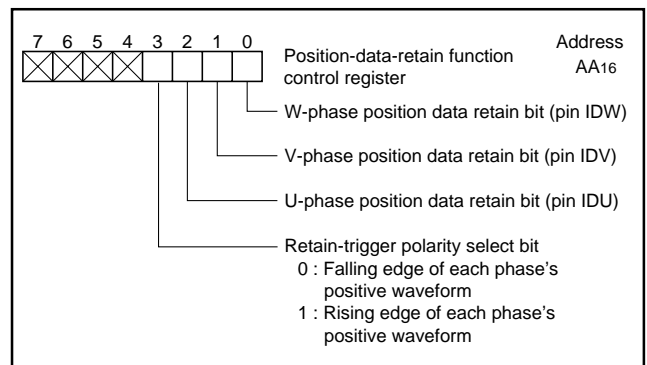 7 6 5 4 3 2 1 0
Position-data-retain function
control register
Address
AA16
W-phase position data retain bit (pin IDW)
V-phase position data retain bit (pin IDV)
U-phase position data retain bit (pin IDU)
Retain-trigger polarity select bit
0 : Falling edge of each phase's
positive waveform
1 : Rising edge of each phase's
positive waveform